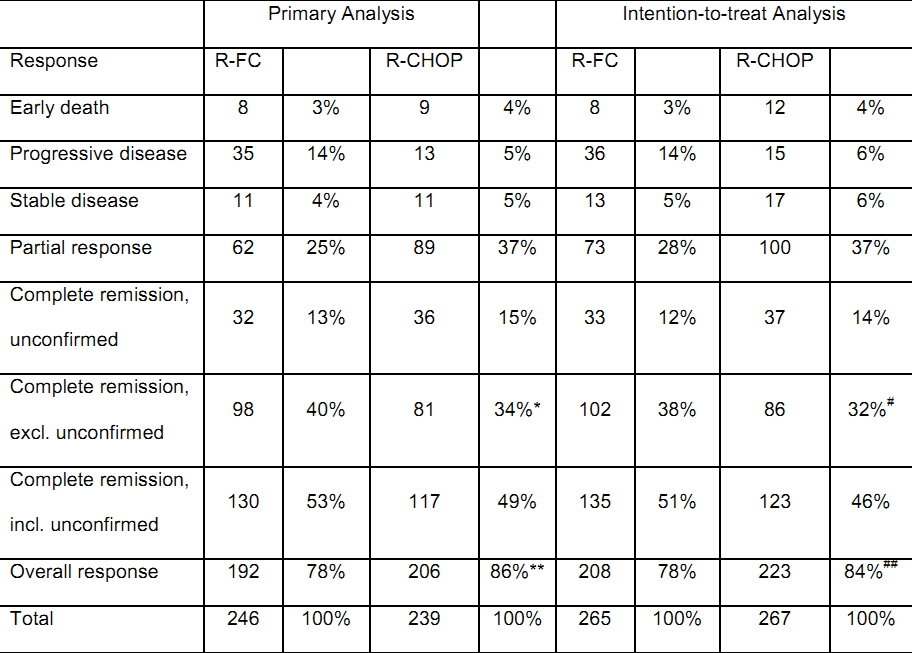 Primary Analysis Intention-to-treat Analysis
Response R-FC R-CHOP R-FC R-CHOP
Early death 8 3% 9 4% 8 3% 12 4%
Progressive disease 35 14% 13 5% 36 14% 15 6%
Stable disease 11 4% 11 5% 13 5% 17 6%
Partial response 62 25% 89 37% 73 28% 100 37%
Complete remission,
unconfirmed 32 13% 36 15% 33 12% 37 14%
Complete remission,
excl. unconfirmed 98 40% 81 34%* 102 38% 86 32%#
Complete remission,
incl. unconfirmed 130 53% 117 49% 135 51% 123 46%
Overall response 192 78% 206 86%** 208 78% 223 84%##
Total 246 100% 239 100% 265 100% 267 100%